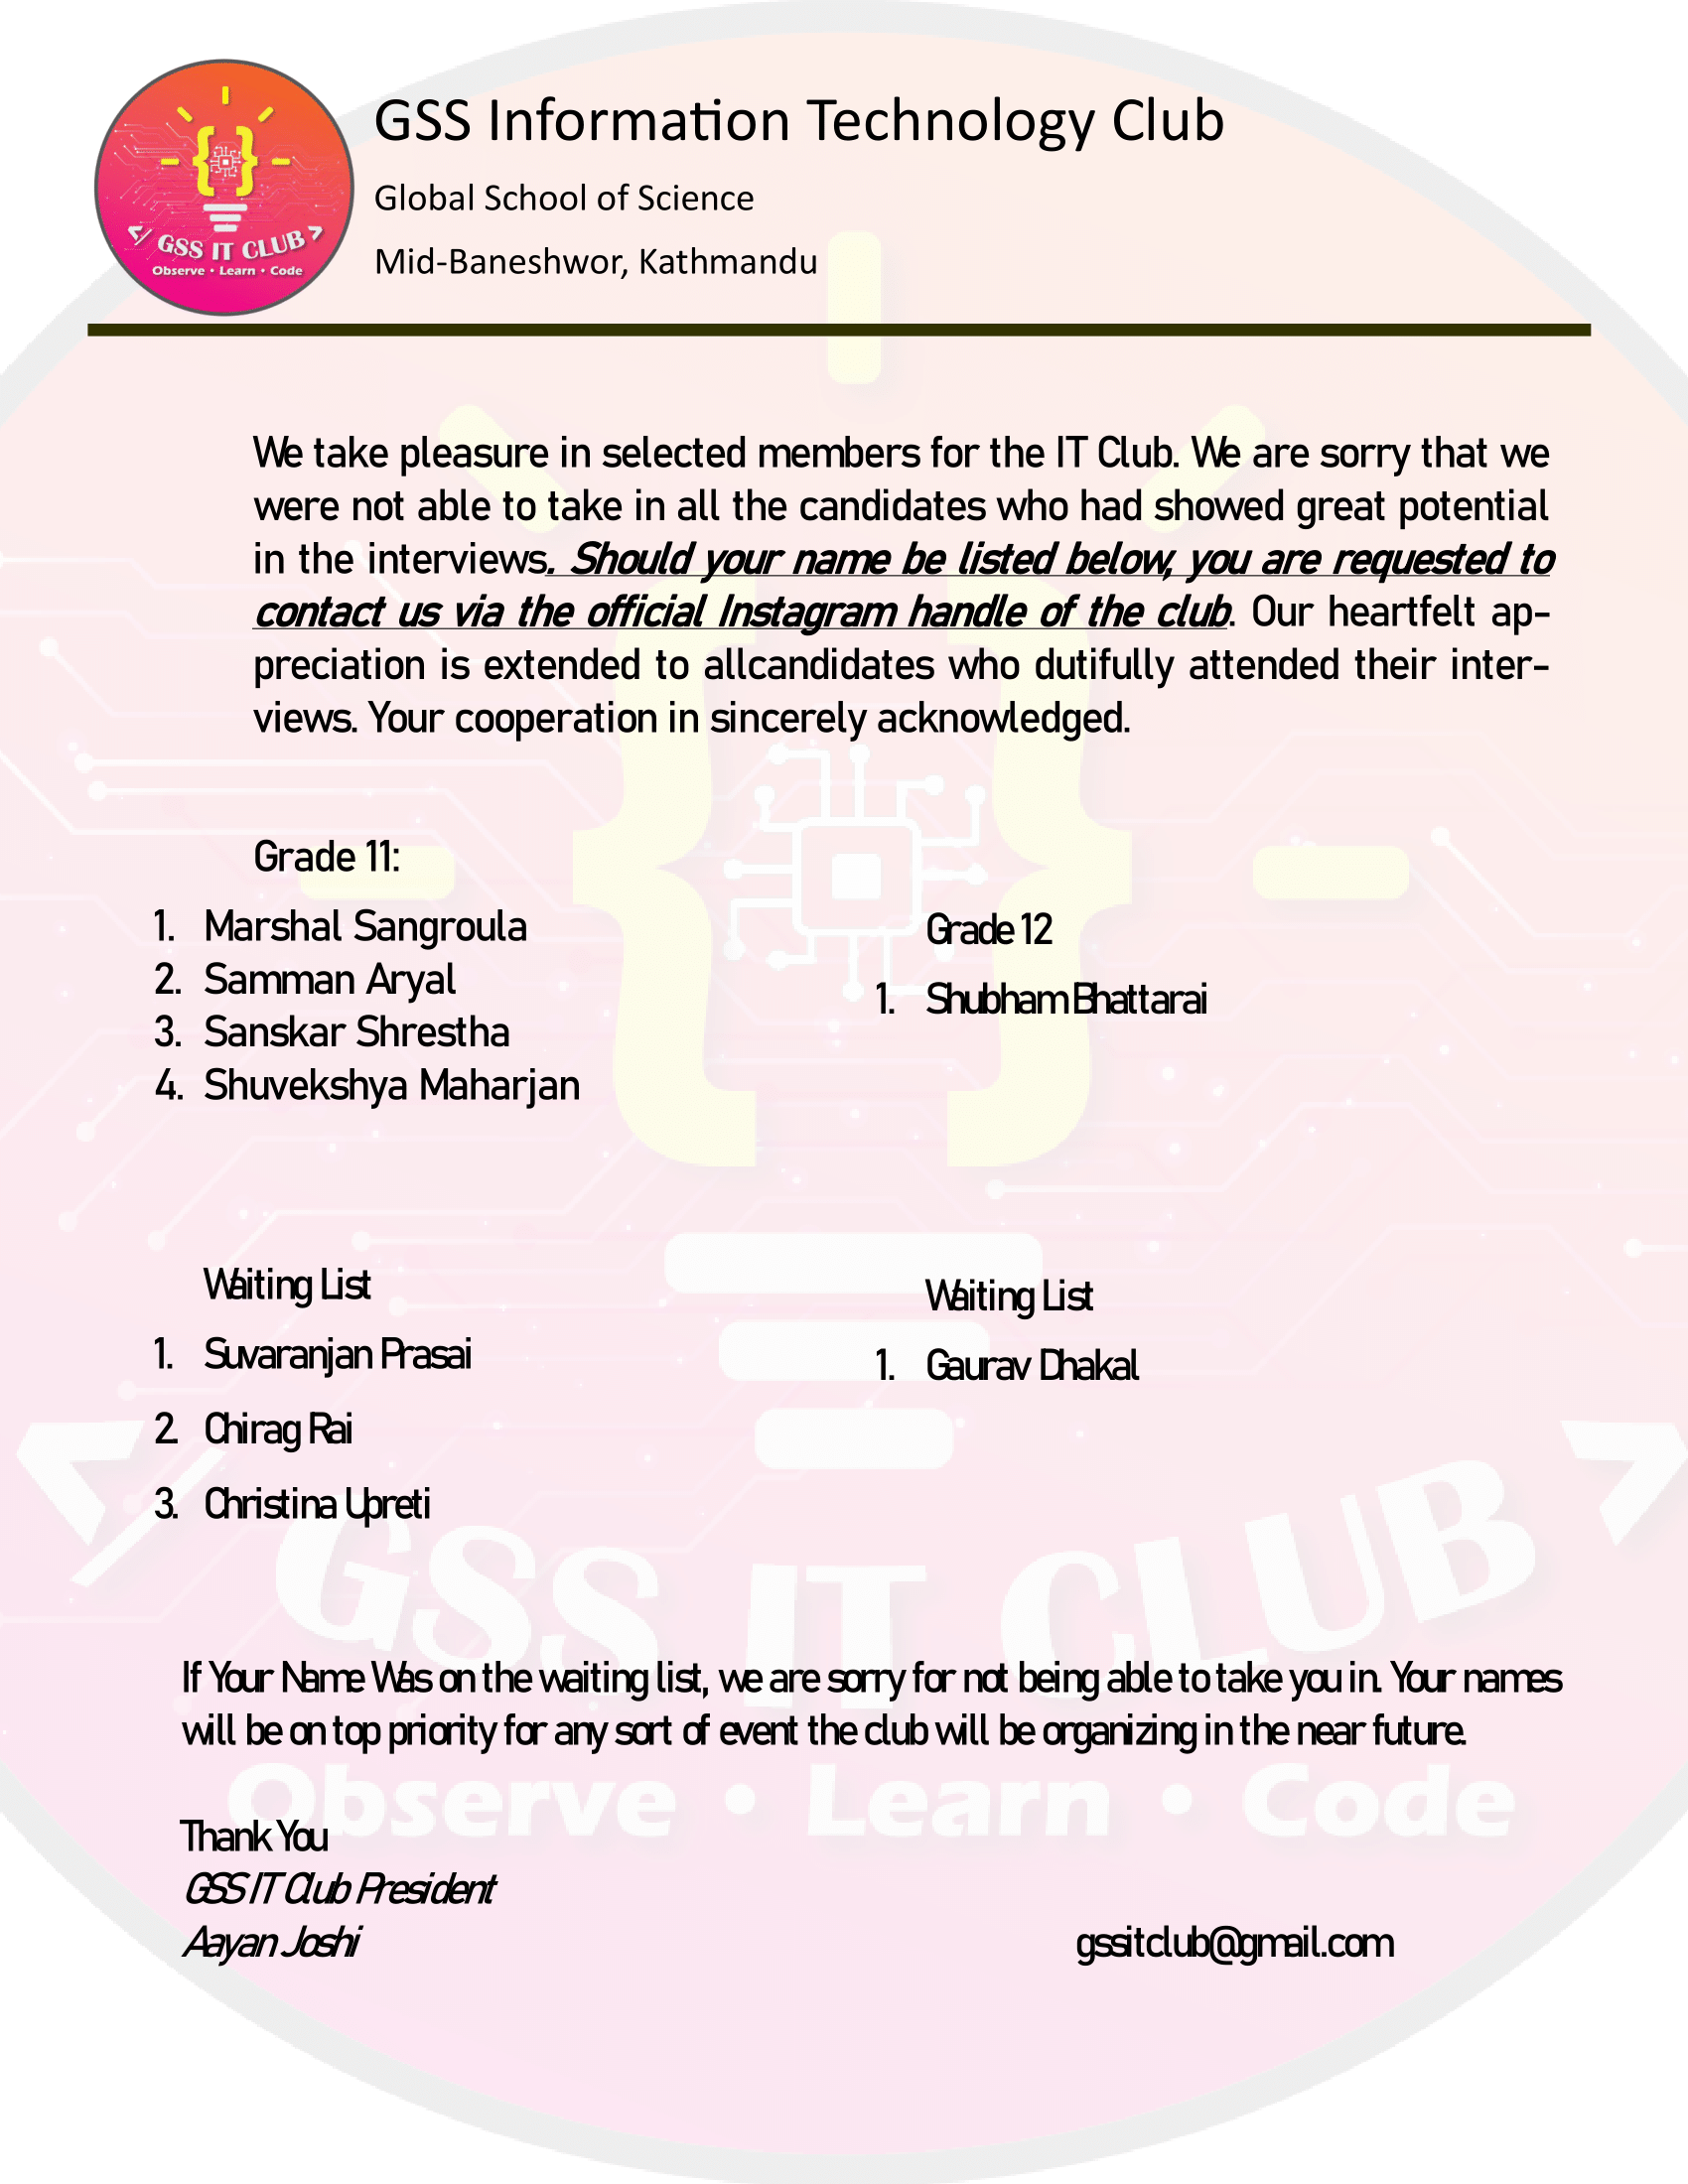 GSS Information Technology Club
Global School of Science
Mid-Baneshwor, Kathmandu
</ GSS IT CLUB >
Observe • Learn • Code
We take pleasure in selected members for the IT Club. We are sorry that we
were not able to take in all the candidates who had showed great potential
in the interviews. Should your name be listed below, you are requested to
contact us via the official Instagram handle of the club. Our heartfelt ap-
preciation is extended to allcandidates who dutifully attended their inter-
views. Your cooperation in sincerely acknowledged.
Grade 11:
1. Marshal Sangroula
2. Samman Aryal
3. Sanskar Shrestha
4. Shuvekshya Maharjan
Grade 12
1. Shubham Bhattarai
Waiting List
1. Suvaranjan Prasai
2. Chirag Rai
3. Christina Upreti
Waiting List
1. Gaurav Dhakal
</ GSS IT CLUB >
If Your Name Was on the waiting list, we are sorry for not being able to take you in. Your names
will be on top priority for any sort of event the club will be organizing in the near future.
Observe • Learn • Code
Thank You
GSS IT Club President
Aayan Joshi
gssitclub@gmail.com